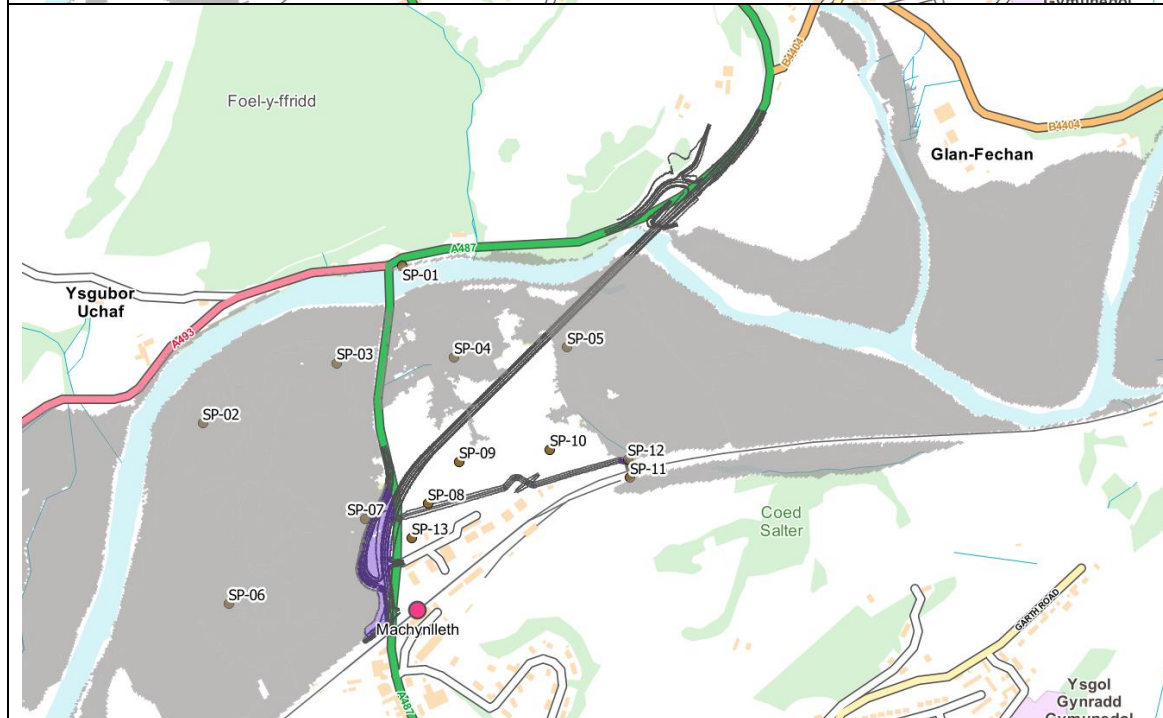 Gymunedol
B4404
Foel-y-ffridd
B4404
Glan-Fechan
A487
SP-01
Ysgubor
Uchaf
A493
SP-03
SP-04
SP-05
SP-02
SP-10
SP-09
SP-12
SP-11
SP-08
SP-07
SP-13
Coed
Salter
SP-06
Machynlleth
GARTH ROAD
A487
Ysgol
Gynradd
Gymunedol